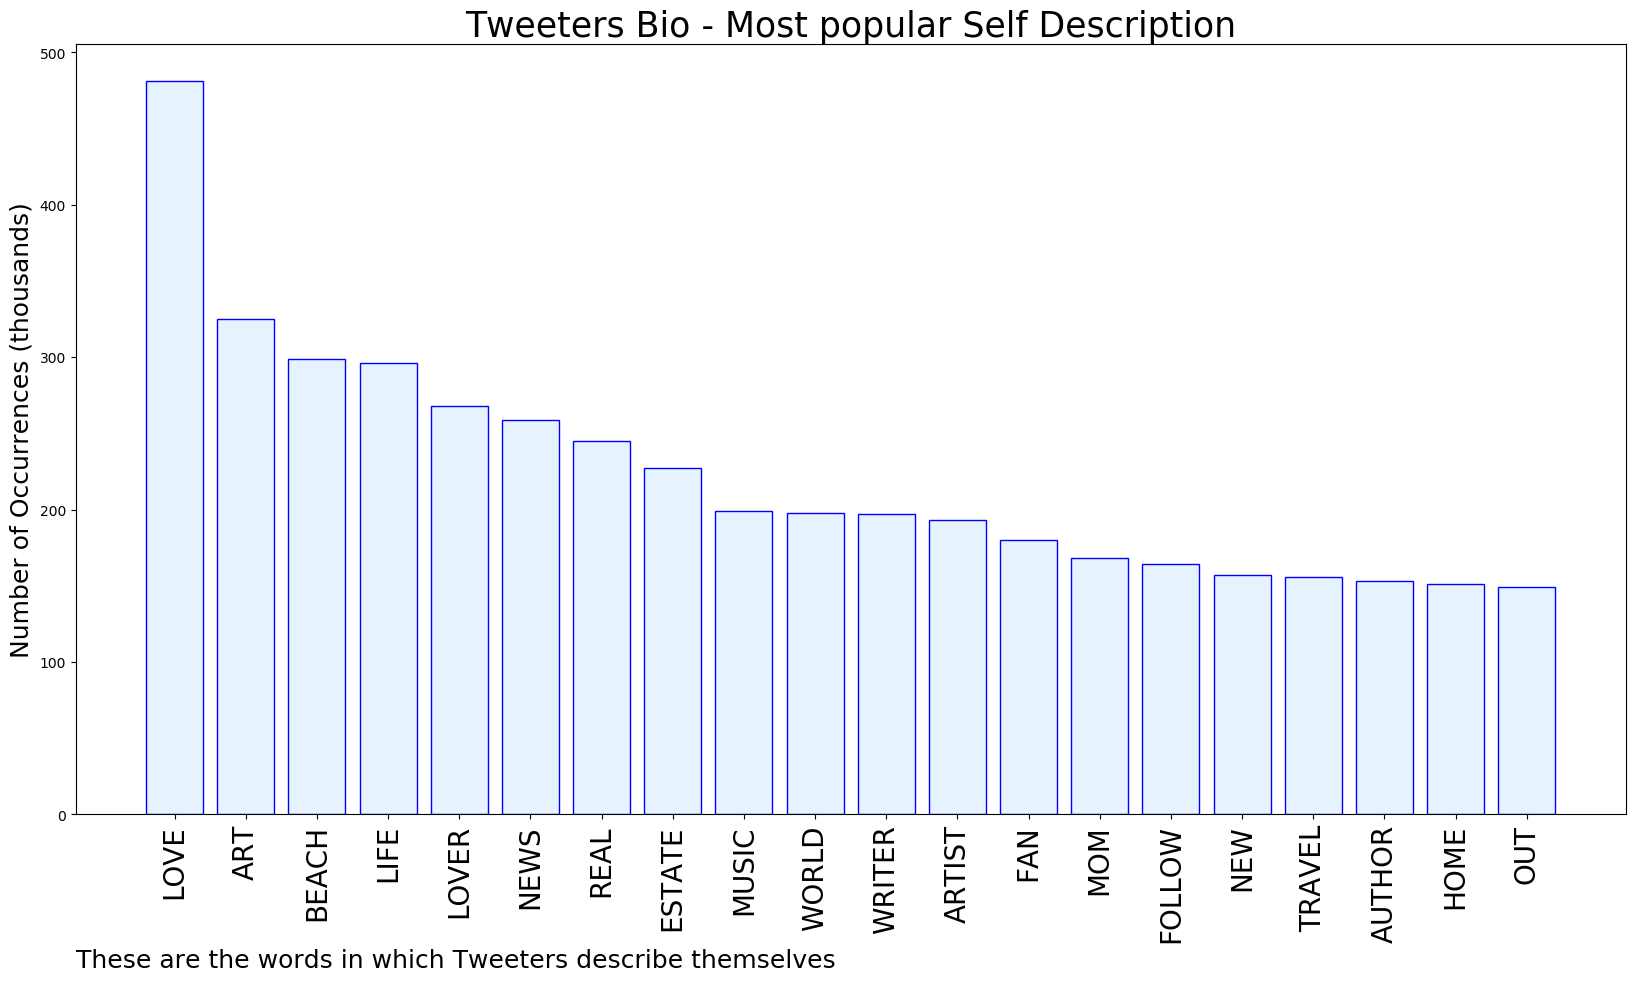 Tweeters Bio - Most popular Self Description
Number of Occurrences (thousands)
500
400
300
200
100
0
LOVE
ART
BEACH
LIFE
LOVER
NEWS
REAL
ESTATE
MUSIC
WORLD
WRITER
ARTIST
FAN
MOM
FOLLOW
NEW
TRAVEL
AUTHOR
HOME
OUT
These are the words in which Tweeters describe themselves